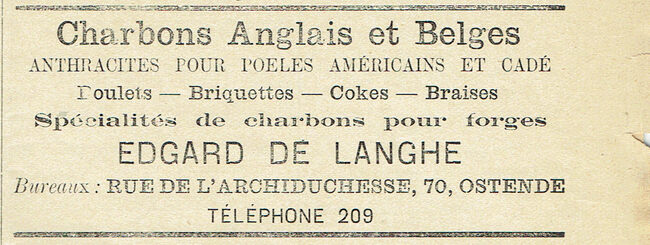 Charbons Anglais et Belges
ANTHRACITES POUR POELES AMÉRICAINS ET CADÉ
Boulets — Briquettes — Cokes — Braises
Spécialités de charbons pour forges
EDGARD DE LANGHE
Bureaux : RUE DE L'ARCHIDUCHESSE, 70, OSTENDE
TÉLÉPHONE 209